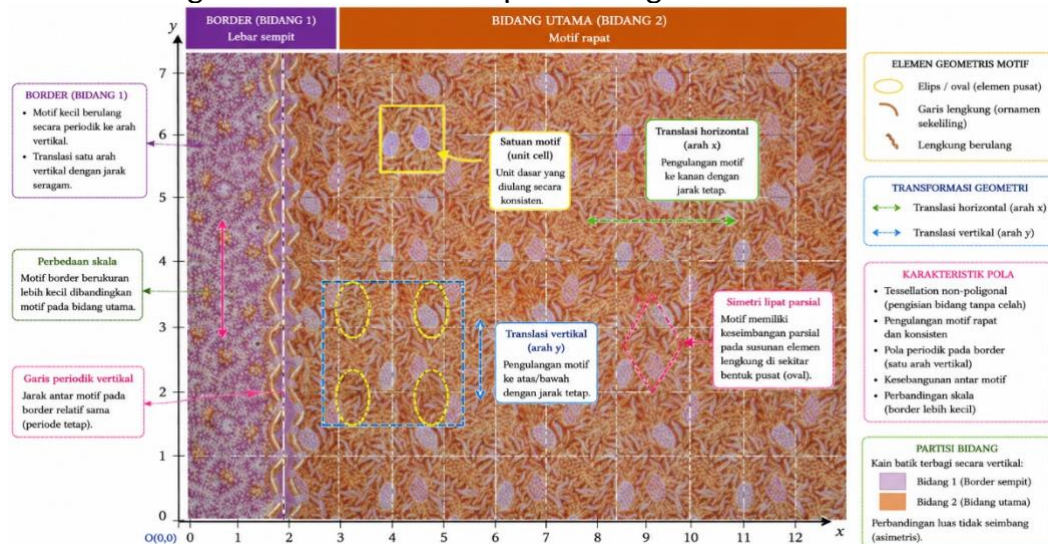 BORDER (BIDANG 1)
Lebar sempit
BIDANG UTAMA (BIDANG 2)
Motif rapat
y
7
6
5
4
3
2
1
0
O(0,0)
0 1 2 3 4 5 6 7 8 9 10 11 12
x
BORDER (BIDANG 1)
• Motif kecil berulang
secara periodik ke arah
vertikal.
• Translasi satu arah
vertikal dengan jarak
seragam.
Perbedaan skala
Motif border berukuran
lebih kecil dibandingkan
motif pada bidang utama.
Garis periodik vertikal
Jarak antar motif pada
border relatif sama
(periode tetap).
Satuan motif
(unit cell)
Unit dasar yang
diulang secara
konsisten.
Translasi horizontal
(arah x)
Pengulangan motif
ke kanan dengan
jarak tetap.
Translasi vertikal
(arah y)
Pengulangan motif
ke atas/bawah
dengan jarak tetap.
Simetri lipat parsial
Motif memiliki
keseimbangan parsial
pada susunan elemen
lengkung di sekitar
bentuk pusat (oval).
ELEMEN GEOMETRIS MOTIF
Elips / oval (elemen pusat)
Garis lengkung (ornamen
sekeliling)
Lengkung berulang
TRANSFORMASI GEOMETRI
Translasi horizontal (arah x)
Translasi vertikal (arah y)
KARAKTERISTIK POLA
• Tessellation non-poligonal
(pengisian bidang tanpa celah)
• Pengulangan motif rapat
dan konsisten
• Pola periodik pada border
(satu arah vertikal)
• Kesebangunan antar motif
• Perbandingan skala
(border lebih kecil)
PARTISI BIDANG
Kain batik terbagi secara vertikal:
Bidang 1 (Border sempit)
Bidang 2 (Bidang utama)
Perbandingan luas tidak seimbang
(asimetris).